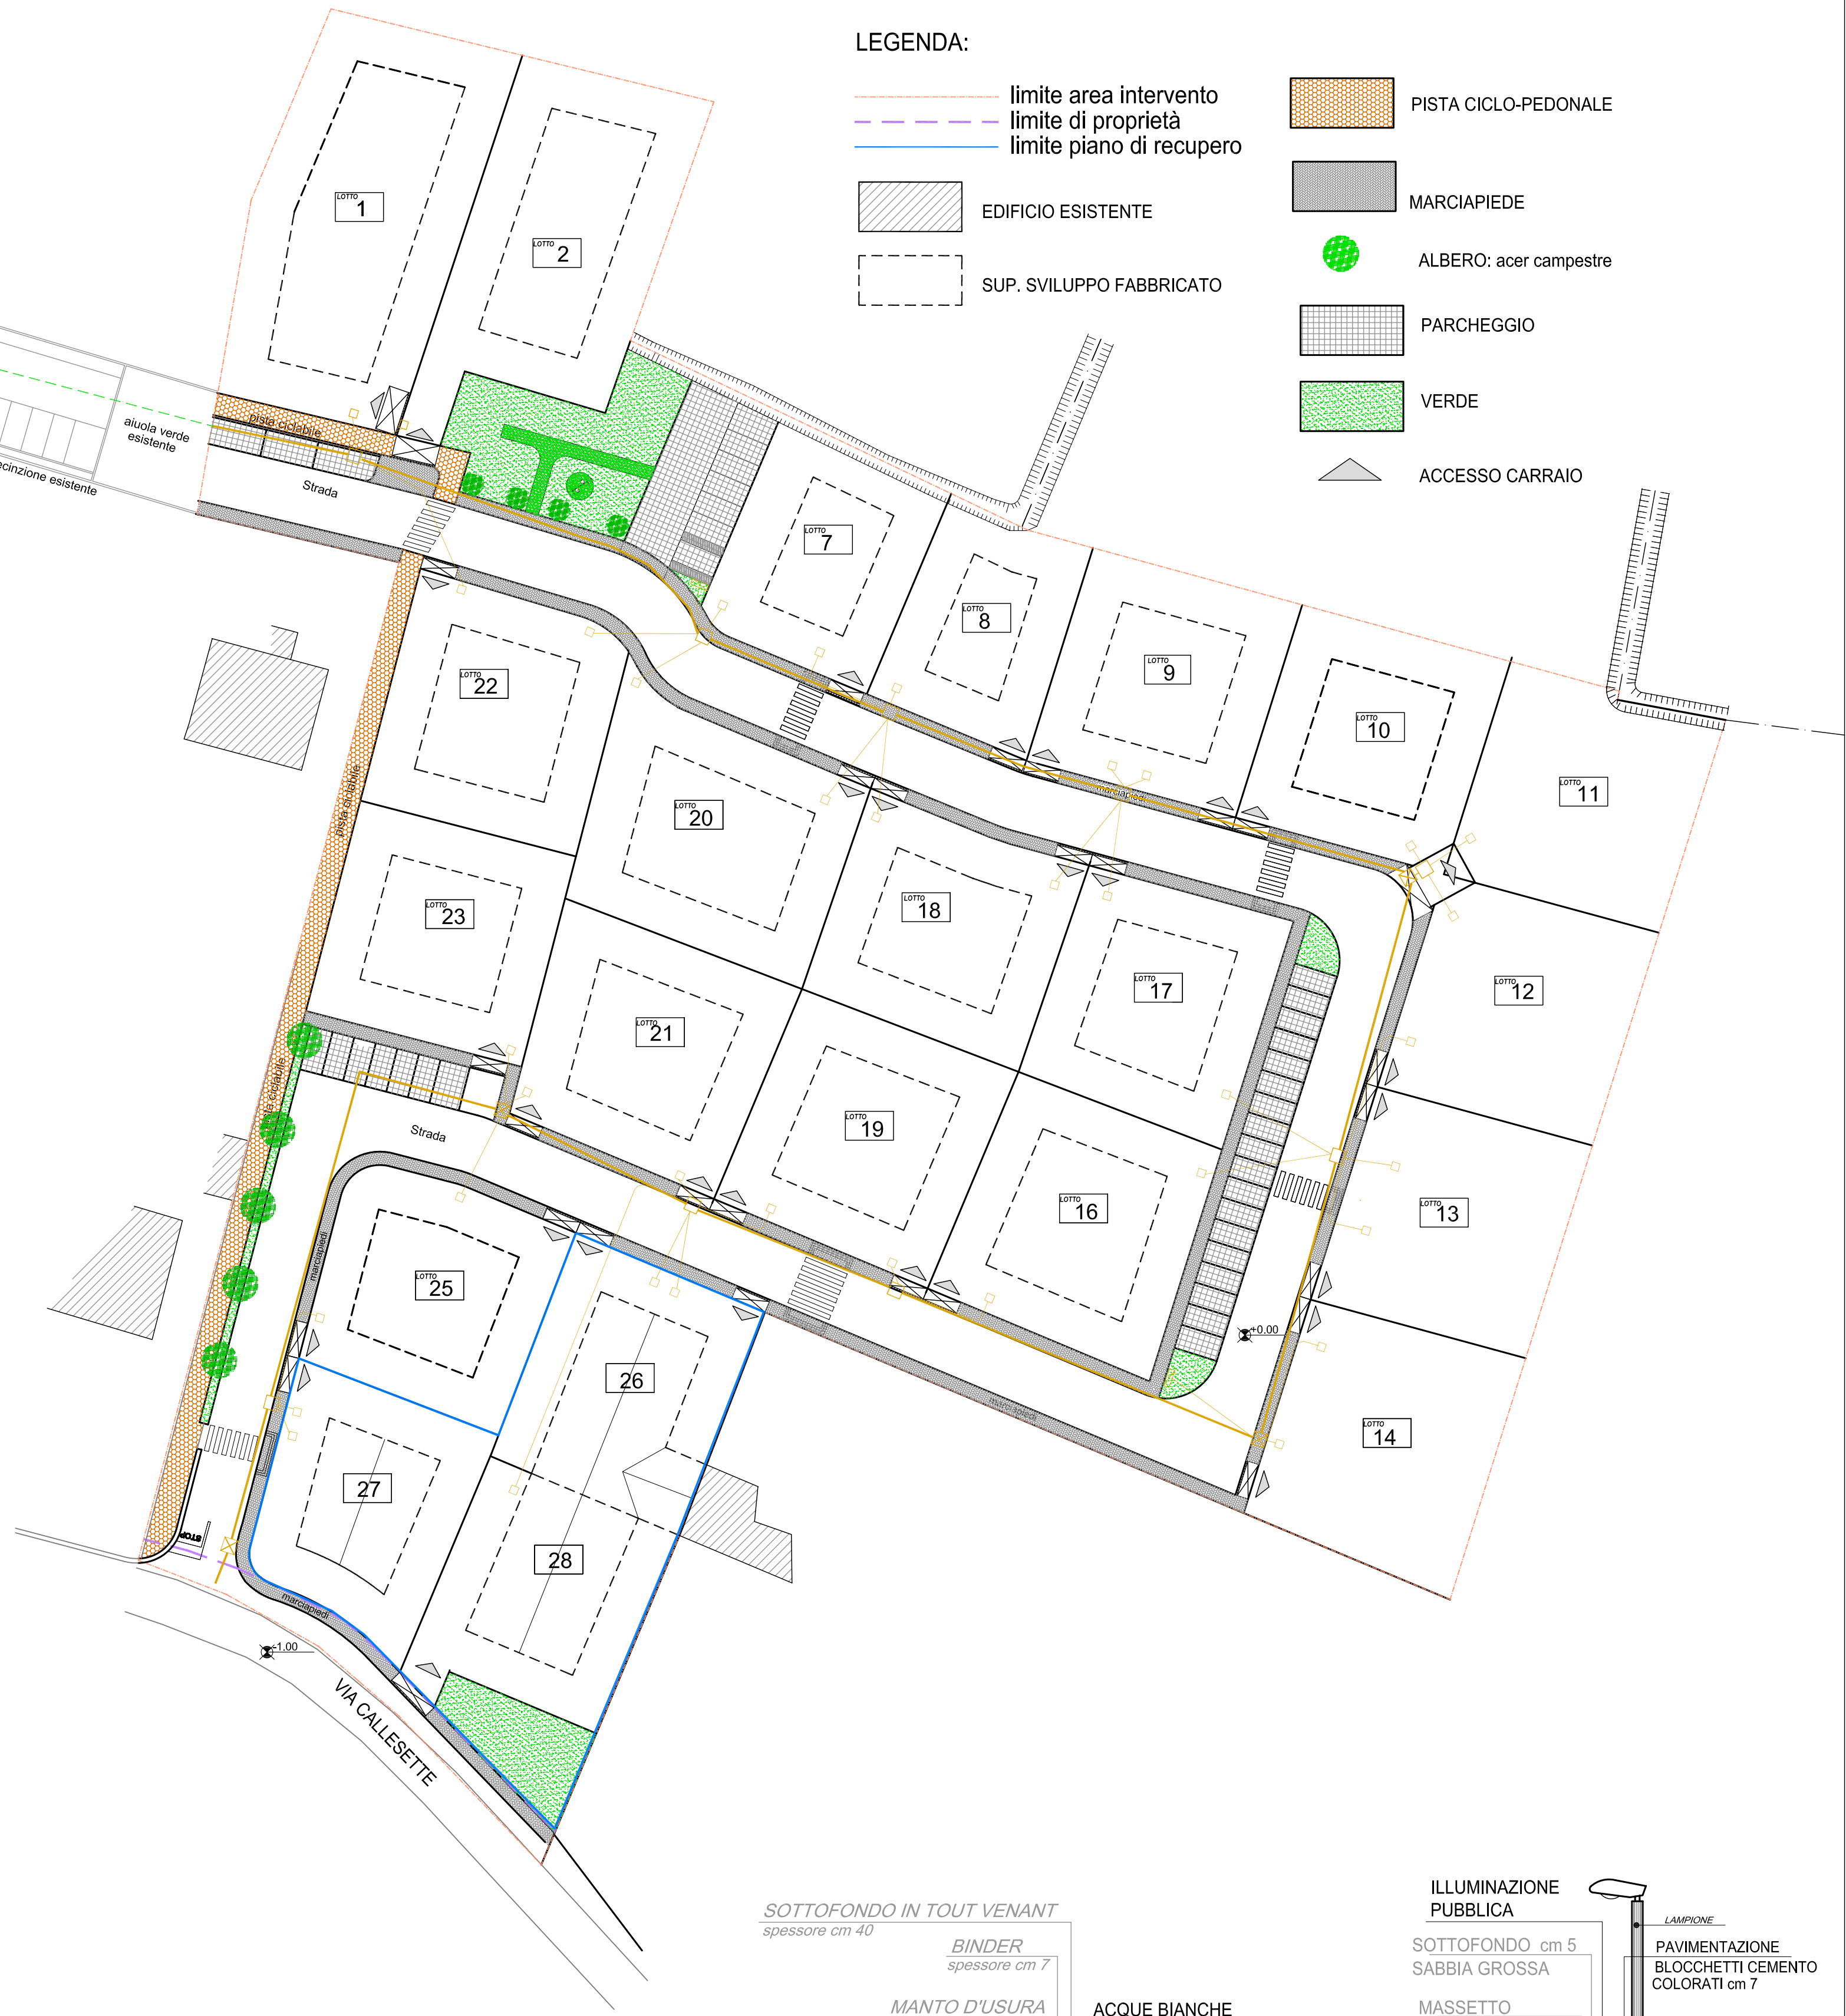 LEGENDA:
limite area intervento
limite di proprietà
limite piano di recupero
EDIFICIO ESISTENTE
SUP. SVILUPPO FABBRICATO
PISTA CICLO-PEDONALE
MARCIAPIEDE
ALBERO: acer campestre
PARCHEGGIO
VERDE
ACCESSO CARRAIO
LOTTO 1
LOTTO 2
aiuola verde
esistente
ecinzione esistente
pista ciclabile
Strada
LOTTO 7
LOTTO 8
LOTTO 9
LOTTO 10
LOTTO 11
LOTTO 22
LOTTO 20
LOTTO 18
LOTTO 17
LOTTO 12
LOTTO 23
LOTTO 21
LOTTO 19
LOTTO 16
LOTTO 13
LOTTO 14
marciapiedi
pista ciclabile
ciclabile
Strada
marciapiedi
LOTTO 25
26
27
28
+0.00
marciapiedi
STOP
marciapiedi
-1.00
VIA CALLESETTE
SOTTOFONDO IN TOUT VENANT
spessore cm 40
BINDER
spessore cm 7
MANTO D'USURA
ACQUE BIANCHE
ILLUMINAZIONE
PUBBLICA
LAMPIONE
SOTTOFONDO cm 5
SABBIA GROSSA
PAVIMENTAZIONE
BLOCCHETTI CEMENTO
COLORATI cm 7
MASSETTO